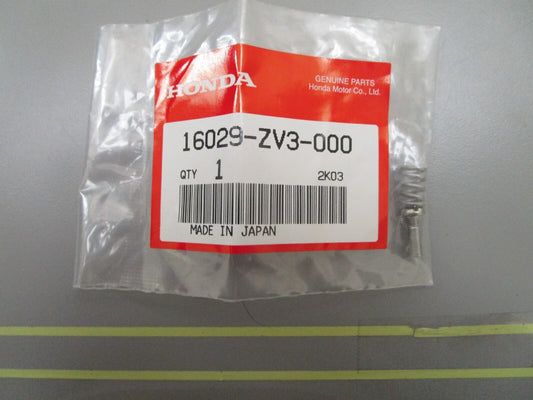 HONDA
GENUINE PARTS
Honda Motor Co., Ltd.
16029-ZV3-000
QTY 1 2K03
MADE IN JAPAN